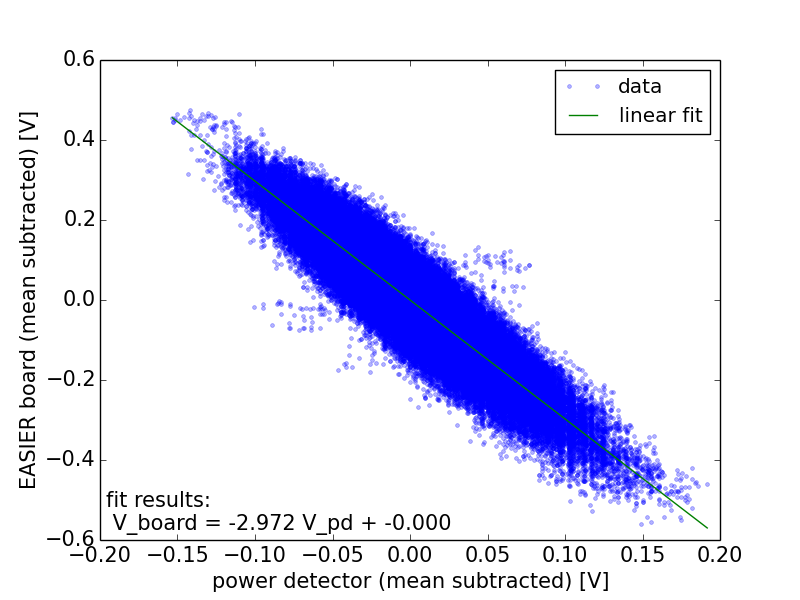 0.6
data
linear fit
0.4
0.2
0.0
−0.2
−0.4
−0.6
EASIER board (mean subtracted) [V]
fit results:
V_board = -2.972 V_pd + -0.000
−0.20 −0.15 −0.10 −0.05 0.00 0.05 0.10 0.15 0.20
power detector (mean subtracted) [V]